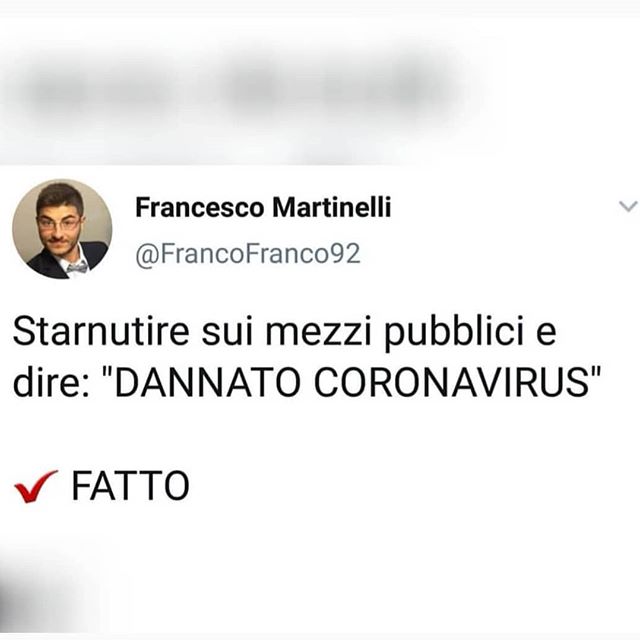 Francesco Martinelli
@FrancoFranco92
Starnutire sui mezzi pubblici e
dire: "DANNATO CORONAVIRUS"
✔ FATTO